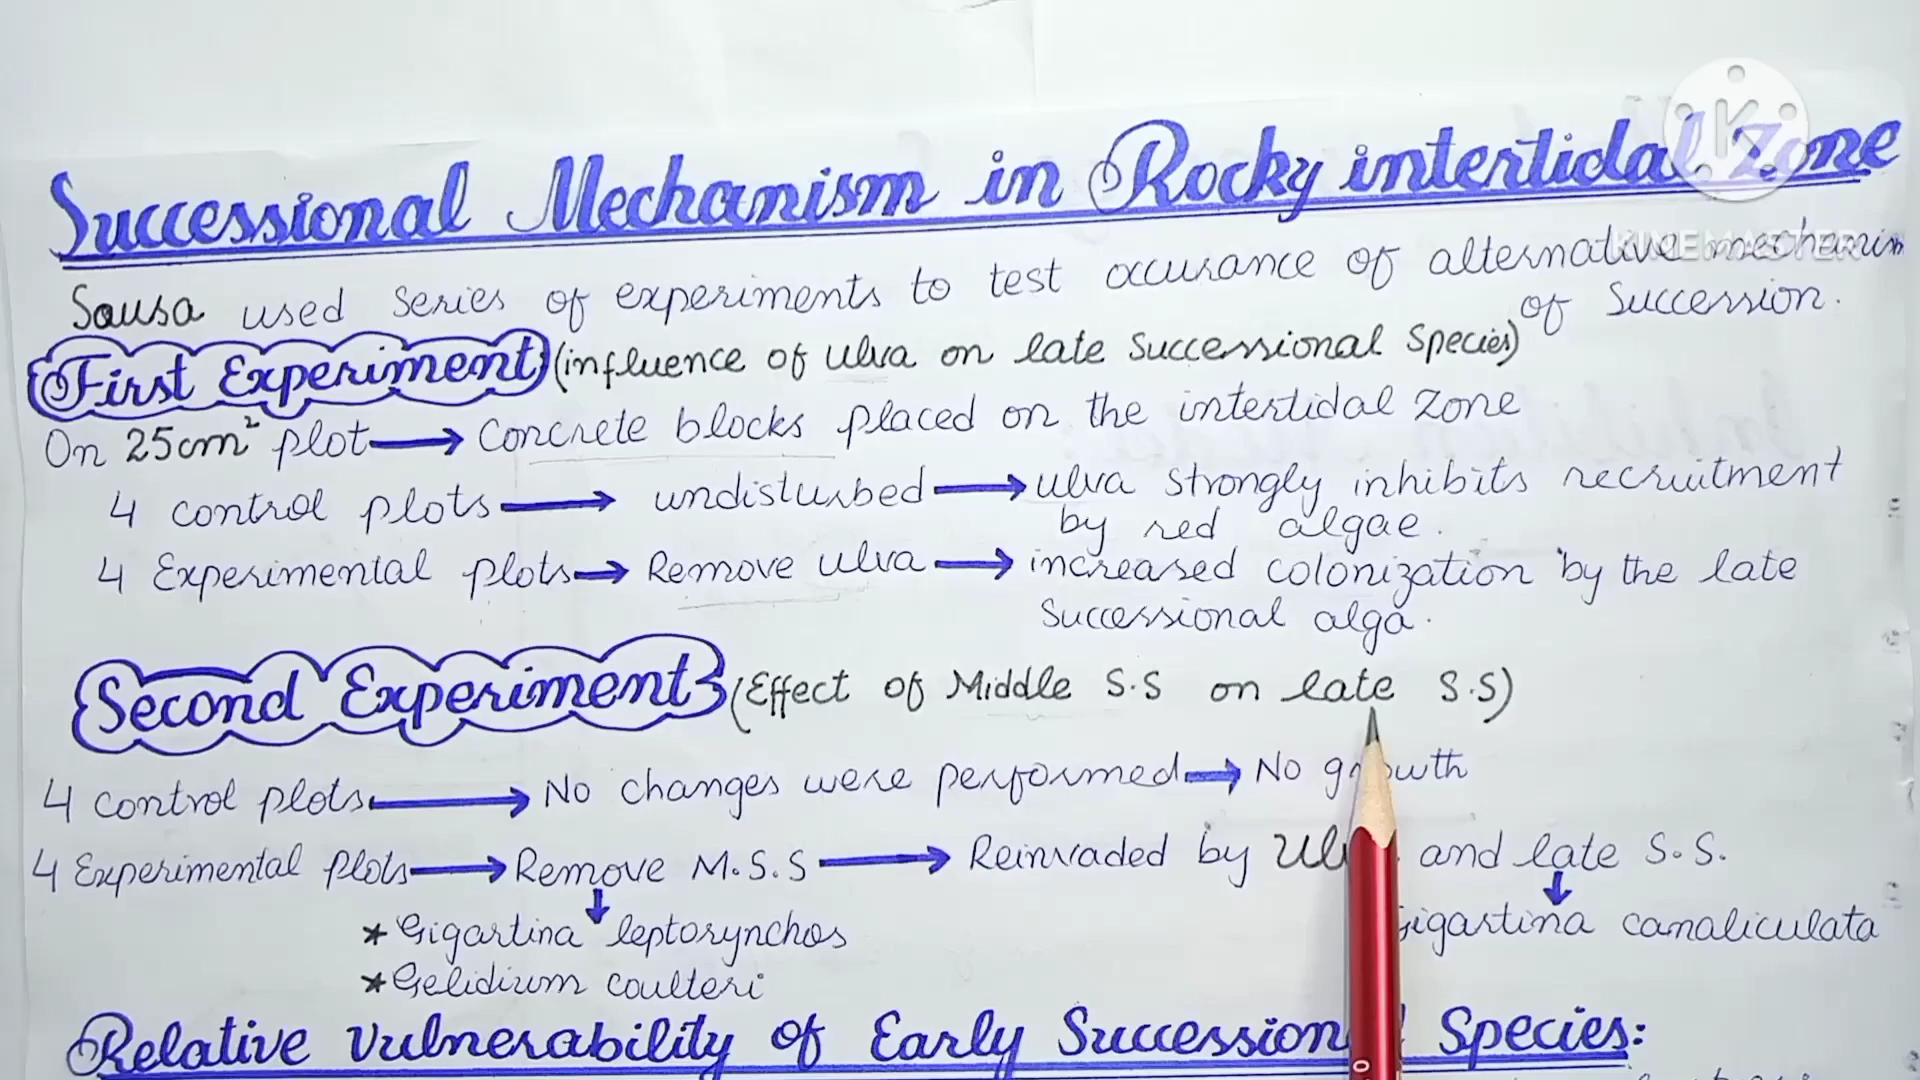 Successional Mechanism in Rocky intertidal Zone
KINEMASTER
Sousa used series of experiments to test occurance of alternative mechanism
of Succession.
First Experiment (influence of ulva on late Successional Species)
On 25cm² plot → Concrete blocks placed on the intertidal zone
4 control plots → undisturbed → ulva strongly inhibits recruitment
by red algae.
4 Experimental plots → Remove ulva → increased colonization by the late
Successional alga.
Second Experiment (Effect of Middle S.S on late S.S)
4 control plots → No changes were performed → No growth
4 Experimental plots → Remove M.S.S → Reinvaded by and late S.S.
* Gigartina leptorynchos canaliculata
* Gelidium coulteri
Relative Vulnerability of Early Successional Species: